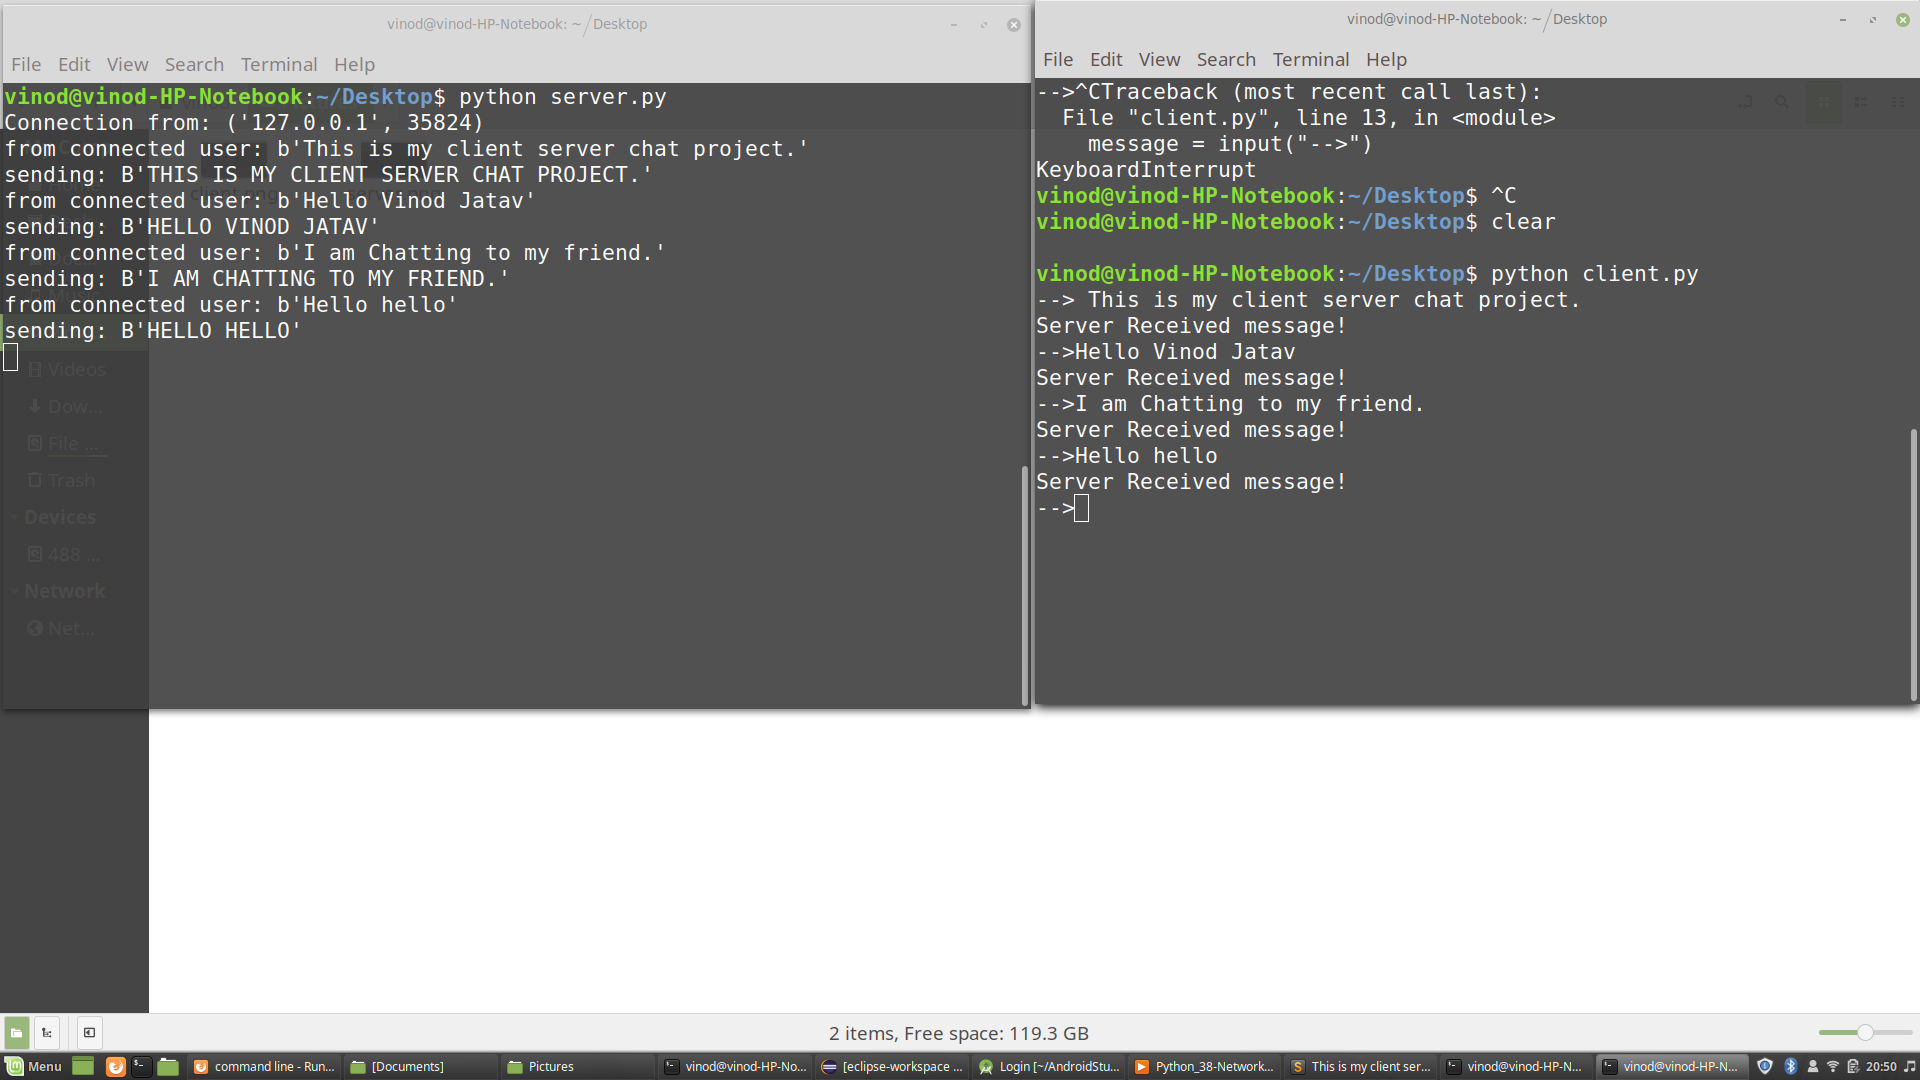 vinod@vinod-HP-Notebook: ~/Desktop
File Edit View Search Terminal Help
vinod@vinod-HP-Notebook:~/Desktop$ python server.py
Connection from: ('127.0.0.1', 35824)
from connected user: b'This is my client server chat project.'
sending: B'THIS IS MY CLIENT SERVER CHAT PROJECT.'
from connected user: b'Hello Vinod Jatav'
sending: B'HELLO VINOD JATAV'
from connected user: b'I am Chatting to my friend.'
sending: B'I AM CHATTING TO MY FRIEND.'
from connected user: b'Hello hello'
sending: B'HELLO HELLO'
Videos
Dow...
File ...
Trash
Devices
488 ...
Network
Net...
vinod@vinod-HP-Notebook: ~/Desktop
File Edit View Search Terminal Help
-->^CTraceback (most recent call last):
File "client.py", line 13, in <module>
message = input("-->")
KeyboardInterrupt
vinod@vinod-HP-Notebook:~/Desktop$ ^C
vinod@vinod-HP-Notebook:~/Desktop$ clear
vinod@vinod-HP-Notebook:~/Desktop$ python client.py
--> This is my client server chat project.
Server Received message!
-->Hello Vinod Jatav
Server Received message!
-->I am Chatting to my friend.
Server Received message!
-->Hello hello
Server Received message!
-->
2 items, Free space: 119.3 GB
Menu
command line - Run...
[Documents]
Pictures
vinod@vinod-HP-No...
[eclipse-workspace ...
Login [~/AndroidStu...
Python_38-Network...
This is my client ser...
vinod@vinod-HP-N...
vinod@vinod-HP-N...
20:50